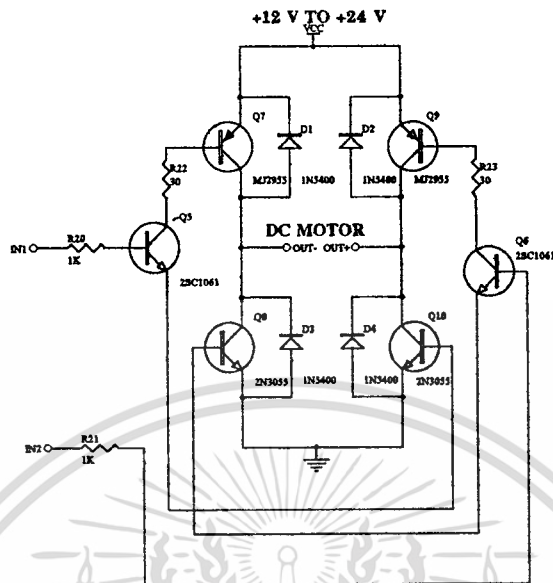 +12 V TO +24 V
VCC
Q7
D1
D2
Q9
R22
30
MJ2955
1N5400
1N5400
MJ2955
R23
30
Q5
R20
IN1
1K
2SC1061
DC MOTOR
OUT- OUT+
Q6
2SC1061
Q8
D3
D4
Q10
2N3055
1N5400
1N5400
2N3055
R21
IN2
1K